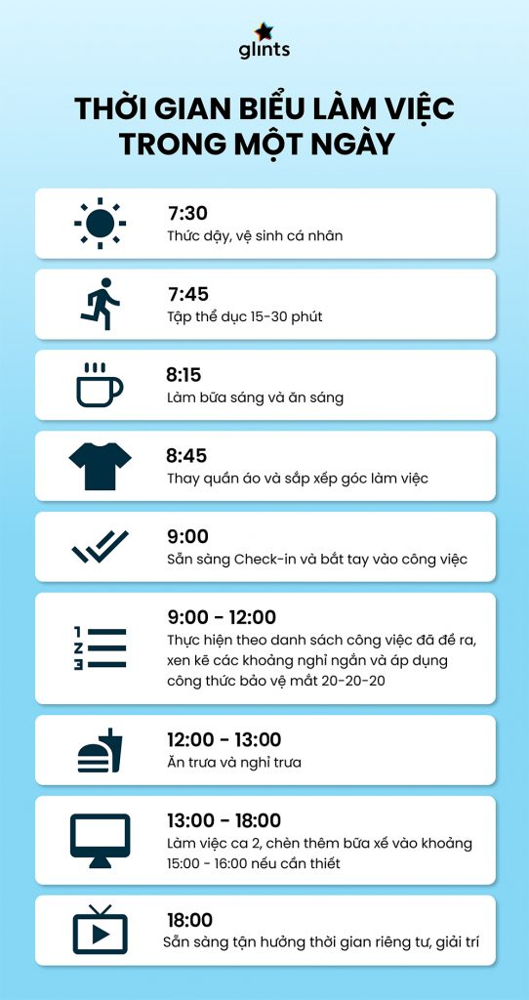 glints
THỜI GIAN BIỂU LÀM VIỆC
TRONG MỘT NGÀY
7:30
Thức dậy, vệ sinh cá nhân
7:45
Tập thể dục 15-30 phút
8:15
Làm bữa sáng và ăn sáng
8:45
Thay quần áo và sắp xếp góc làm việc
9:00
Sẵn sàng Check-in và bắt tay vào công việc
1
2
3
9:00 - 12:00
Thực hiện theo danh sách công việc đã đề ra,
xen kẽ các khoảng nghỉ ngắn và áp dụng
công thức bảo vệ mắt 20-20-20
12:00 - 13:00
Ăn trưa và nghỉ trưa
13:00 - 18:00
Làm việc ca 2, chèn thêm bữa xế vào khoảng
15:00 - 16:00 nếu cần thiết
18:00
Sẵn sàng tận hưởng thời gian riêng tư, giải trí